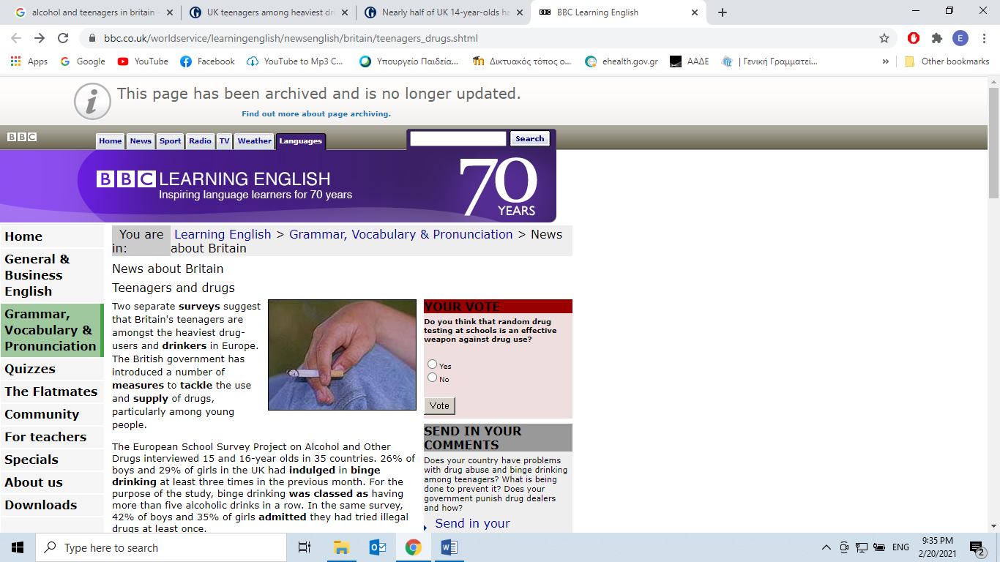 alcohol and teenagers in britain -
UK teenagers among heaviest dri
Nearly half of UK 14-year-olds ha
BBC Learning English
bbc.co.uk/worldservice/learningenglish/newsenglish/britain/teenagers_drugs.shtml
E
Apps
Google
YouTube
Facebook
YouTube to Mp3 C...
Υπουργείο Παιδεία...
Δικτυακός τόπος ο...
ehealth.gov.gr
ΑΑΔΕ
| Γενική Γραμματεί...
»
Other bookmarks
This page has been archived and is no longer updated.
Find out more about page archiving.
BBC
Home
News
Sport
Radio
TV
Weather
Languages
Search
BBC LEARNING ENGLISH
Inspiring language learners for 70 years
70
YEARS
Home
General &
Business
English
Grammar,
Vocabulary &
Pronunciation
Quizzes
The Flatmates
Community
For teachers
Specials
About us
Downloads
You are in: Learning English > Grammar, Vocabulary & Pronunciation > News
about Britain
News about Britain
Teenagers and drugs
Two separate surveys suggest
that Britain's teenagers are
amongst the heaviest drug-
users and drinkers in Europe.
The British government has
introduced a number of
measures to tackle the use
and supply of drugs,
particularly among young
people.
The European School Survey Project on Alcohol and Other
Drugs interviewed 15 and 16-year olds in 35 countries. 26% of
boys and 29% of girls in the UK had indulged in binge
drinking at least three times in the previous month. For the
purpose of the study, binge drinking was classed as having
more than five alcoholic drinks in a row. In the same survey,
42% of boys and 35% of girls admitted they had tried illegal
drugs at least once.
YOUR VOTE
Do you think that random drug
testing at schools is an effective
weapon against drug use?
Yes
No
Vote
SEND IN YOUR
COMMENTS
Does your country have problems
with drug abuse and binge drinking
among teenagers? What is being
done to prevent it? Does your
government punish drug dealers
and how?
Send in your
Type here to search
ENG
9:35 PM
2/20/2021
2